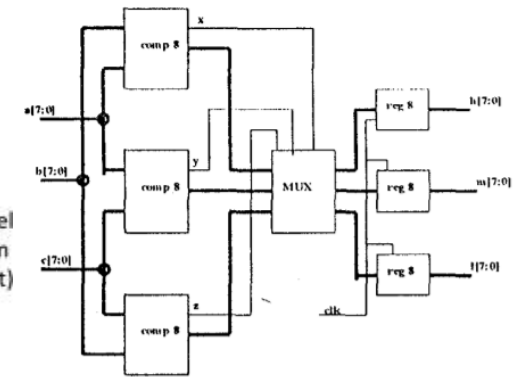 x
comp 8
a[7:0]
reg 8
h[7:0]
y
b[7:0]
comp 8
MUX
reg 8
m[7:0]
el
n
t)
c[7:0]
reg 8
l[7:0]
z
comp 8
clk